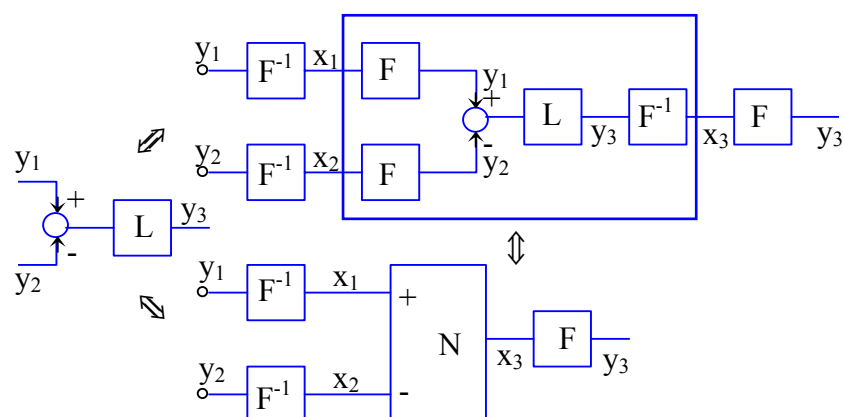 y₁ F⁻¹ x₁ F y₁
+ L y₃ F⁻¹ x₃ F y₃
-
y₂ F⁻¹ x₂ F y₂
y₁
+ L y₃
-
y₂
y₁ F⁻¹ x₁ +
N x₃ F y₃
y₂ F⁻¹ x₂ -